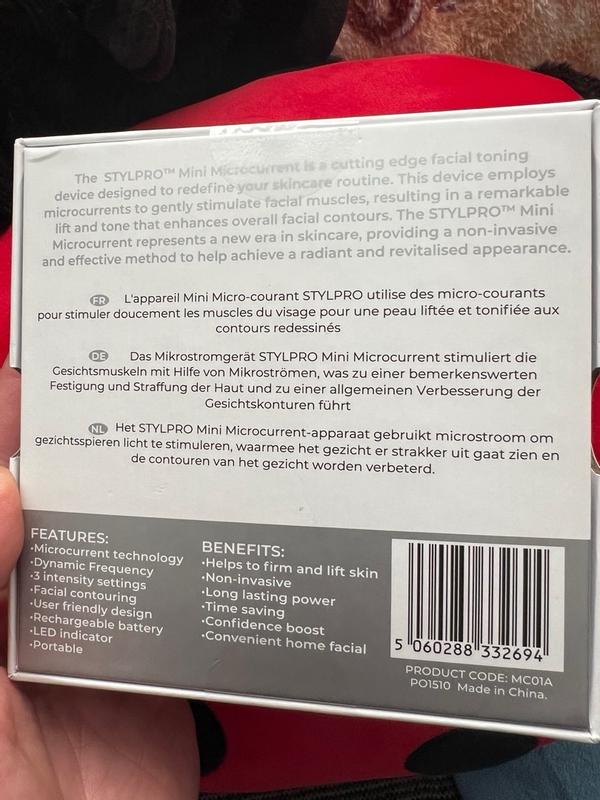 The STYLPRO™ Mini Microcurrent is a cutting edge facial toning
device designed to redefine your skincare routine. This device employs
microcurrents to gently stimulate facial muscles, resulting in a remarkable
lift and tone that enhances overall facial contours. The STYLPRO™ Mini
Microcurrent represents a new era in skincare, providing a non-invasive
and effective method to help achieve a radiant and revitalised appearance.
FR L'appareil Mini Micro-courant STYLPRO utilise des micro-courants
pour stimuler doucement les muscles du visage pour une peau liftée et tonifiée aux
contours redessinés
DE Das Mikrostromgerät STYLPRO Mini Microcurrent stimuliert die
Gesichtsmuskeln mit Hilfe von Mikroströmen, was zu einer bemerkenswerten
Festigung und Straffung der Haut und zu einer allgemeinen Verbesserung der
Gesichtskonturen führt
NL Het STYLPRO Mini Microcurrent-apparaat gebruikt microstroom om
gezichtsspieren licht te stimuleren, waarmee het gezicht er strakker uit gaat zien en
de contouren van het gezicht worden verbeterd.
FEATURES:
•Microcurrent technology
•Dynamic Frequency
•3 intensity settings
•Facial contouring
•User friendly design
•Rechargeable battery
•LED indicator
•Portable
BENEFITS:
•Helps to firm and lift skin
•Non-invasive
•Long lasting power
•Time saving
•Confidence boost
•Convenient home facial
5 060288 332694
PRODUCT CODE: MC01A
PO1510 Made in China.